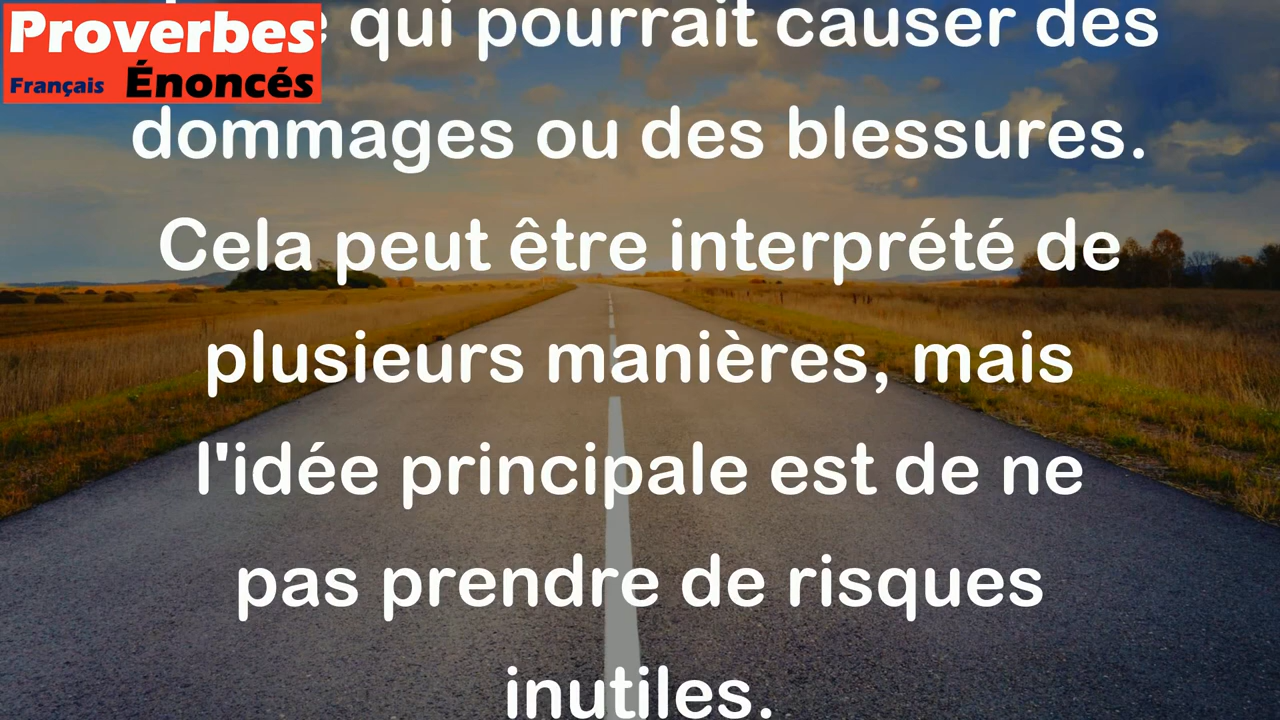 Proverbes
Français Énoncés
qui pourrait causer des
dommages ou des blessures.
Cela peut être interprété de
plusieurs manières, mais
l'idée principale est de ne
pas prendre de risques
inutiles.